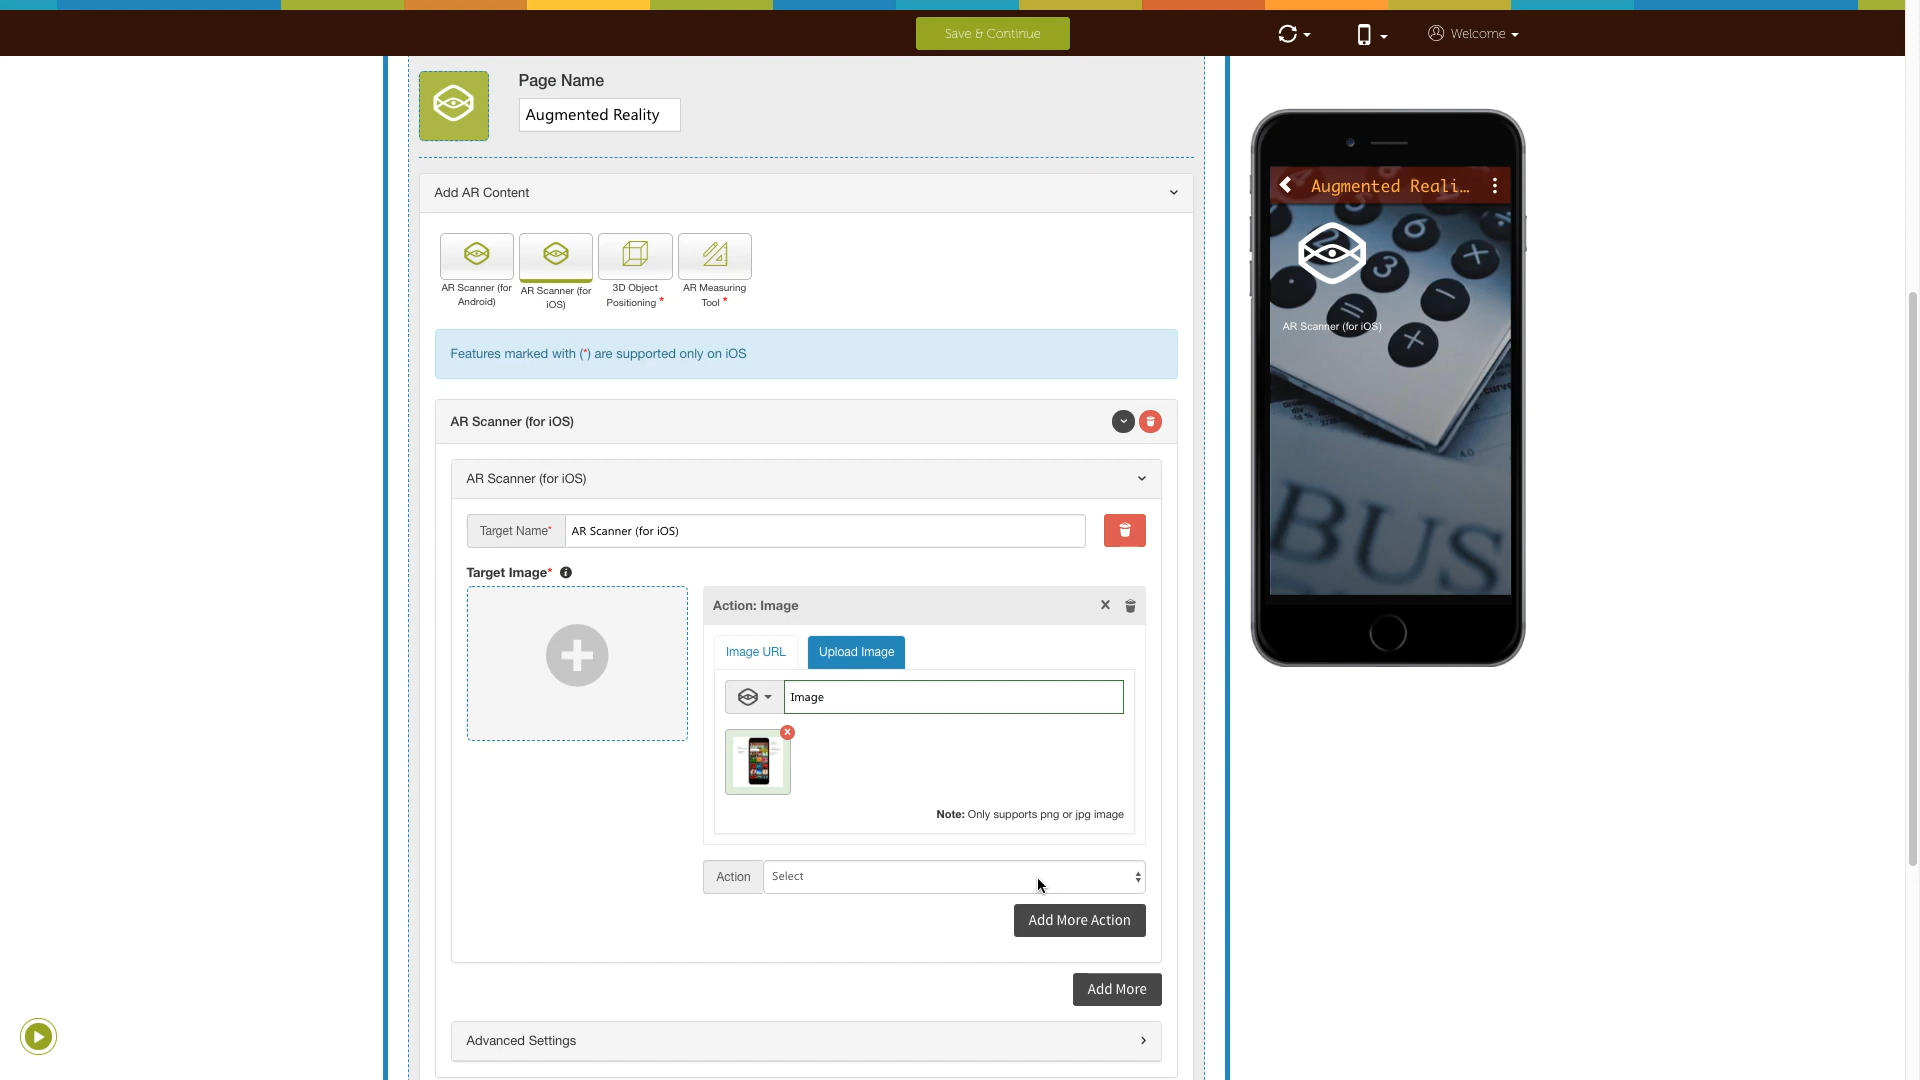 Save & Continue
Welcome
Page Name
Augmented Reality
Add AR Content
AR Scanner (for Android)
AR Scanner (for iOS)
3D Object Positioning *
AR Measuring Tool *
Features marked with (*) are supported only on iOS
AR Scanner (for iOS)
AR Scanner (for iOS)
Target Name*
AR Scanner (for iOS)
Target Image*
Action: Image
Image URL
Upload Image
Image
Note: Only supports png or jpg image
Action
Select
Add More Action
Add More
Advanced Settings
Augmented Reali...
AR Scanner (for iOS)
BUS